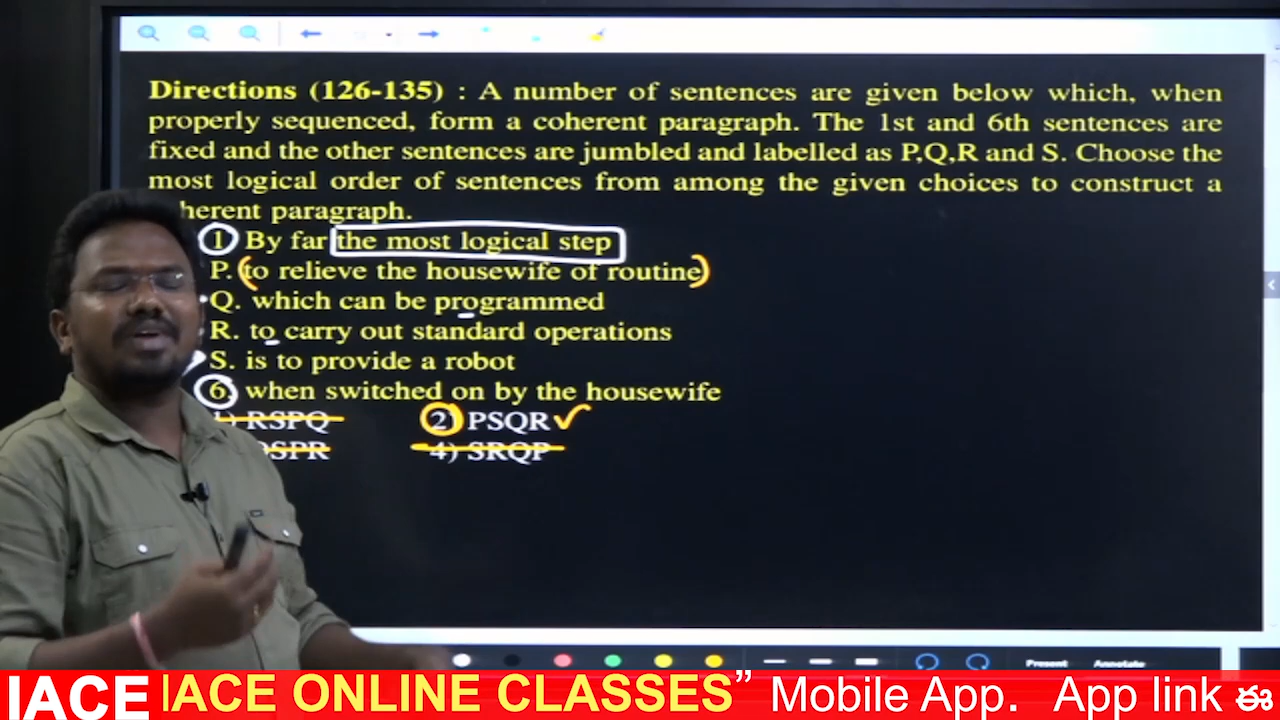 Directions (126-135) : A number of sentences are given below which, when
properly sequenced, form a coherent paragraph. The 1st and 6th sentences are
fixed and the other sentences are jumbled and labelled as P,Q,R and S. Choose the
most logical order of sentences from among the given choices to construct a
herent paragraph.
1. By far the most logical step
P. to relieve the housewife of routine
Q. which can be programmed
R. to carry out standard operations
S. is to provide a robot
6. when switched on by the housewife
1) RSPQ 2) PSQR
QSPR 4) SRQP
Present Annotate
IACE IACE ONLINE CLASSES” Mobile App. App link ఈ